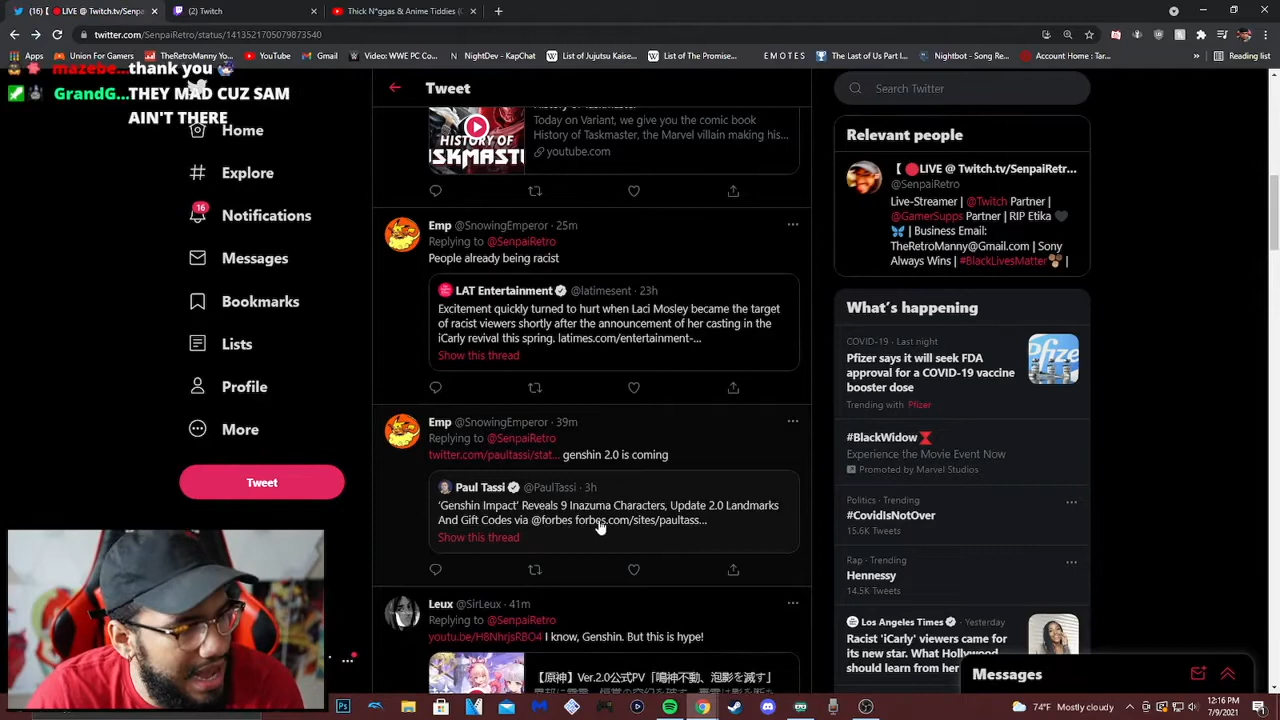 (16) 【 🔴LIVE @ Twitch.tv/Senpa
Twitch
Thick N*ggas & Anime Tiddies (
twitter.com/SenpaiRetro/status/1413521705079873540
Apps
Union For Gamers
TheRetroManny Yo
YouTube
Gmail
Video: WWE PC C...
NightDev - KapChat
List of Jujutsu Kaise...
List of The Promised...
E N D T O E S
The Last of Us
Nightbot - Song Re...
Account Home : Tar...
Reading list
mazebe...thank you
GrandG...THEY MAD CUZ SAM
AIN'T THERE
Home
Explore
16
Notifications
Messages
Bookmarks
Lists
Profile
More
Tweet
Tweet
HISTORY OF
Today on Variant, we give you the comic book
History of Taskmaster, the Marvel villain making his...
youtube.com
Emp @SnowingEmperor · 25m
Replying to @SenpaiRetro
People already being racist
LAT Entertainment @latimesent · 23h
Excitement quickly turned to hurt when Laci Mosley became the target
of racist viewers shortly after the announcement of her casting in the
iCarly revival this spring. latimes.com/entertainment-...
Show this thread
Emp @SnowingEmperor · 39m
Replying to @SenpaiRetro
twitter.com/paultassi/stat... genshin 2.0 is coming
Paul Tassi @PaulTassi · 3h
'Genshin Impact' Reveals 9 Inazuma Characters, Update 2.0 Landmarks
And Gift Codes via @forbes forbes.com/sites/paultass...
Show this thread
Leux @SirLeux · 41m
Replying to @SenpaiRetro
youtu.be/H8NhrjsRBO4 I know, Genshin. But this is hype!
【原神】Ver.2.0公式PV「鳴神不動、泡影を滅す」
Search Twitter
Relevant people
【 🔴LIVE @ Twitch.tv/SenpaiRetr...
@SenpaiRetro
Live-Streamer | @Twitch Partner |
@GamerSupps Partner | RIP Etika 🖤
🦋 | Business Email:
TheRetroManny@Gmail.com | Sony
Always Wins | #BlackLivesMatter✊🏾 |
What's happening
COVID-19 · Last night
Pfizer says it will seek FDA
approval for a COVID-19 vaccine
booster dose
Trending with Pfizer
Pfizer
#BlackWidow
Experience the Movie Event Now
Promoted by Marvel Studios
Politics · Trending
#CovidIsNotOver
15.6K Tweets
Rap · Trending
Hennesy
14.5K Tweets
Los Angeles Times · Yesterday
Racist 'iCarly' viewers came for
its new star. What Hollywood
should learn from her
Messages
74°F Mostly cloudy
12:16 PM
7/9/2021